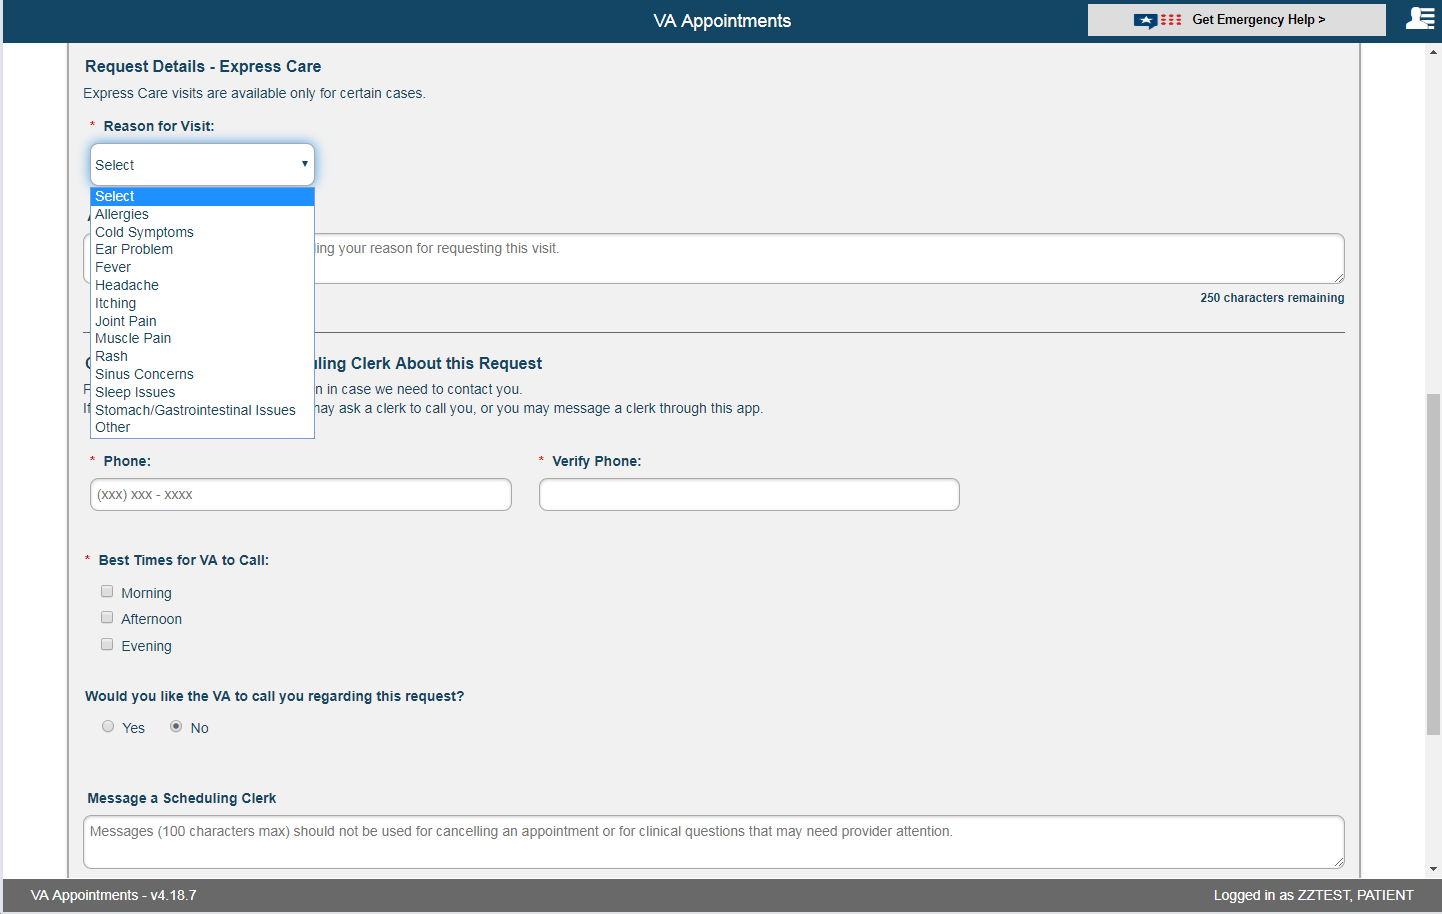 VA Appointments
Get Emergency Help >
Request Details - Express Care
Express Care visits are available only for certain cases.
* Reason for Visit:
Select
Select
Allergies
Cold Symptoms
Ear Problem
Fever
Headache
Itching
Joint Pain
Muscle Pain
Rash
Sinus Concerns
Sleep Issues
Stomach/Gastrointestinal Issues
Other
your reason for requesting this visit.
250 characters remaining
Clerk About this Request
in case we need to contact you.
may ask a clerk to call you, or you may message a clerk through this app.
* Phone:
* Verify Phone:
(xxx) xxx - xxxx
* Best Times for VA to Call:
Morning
Afternoon
Evening
Would you like the VA to call you regarding this request?
Yes
No
Message a Scheduling Clerk
Messages (100 characters max) should not be used for cancelling an appointment or for clinical questions that may need provider attention.
VA Appointments - v4.18.7
Logged in as ZZTEST, PATIENT